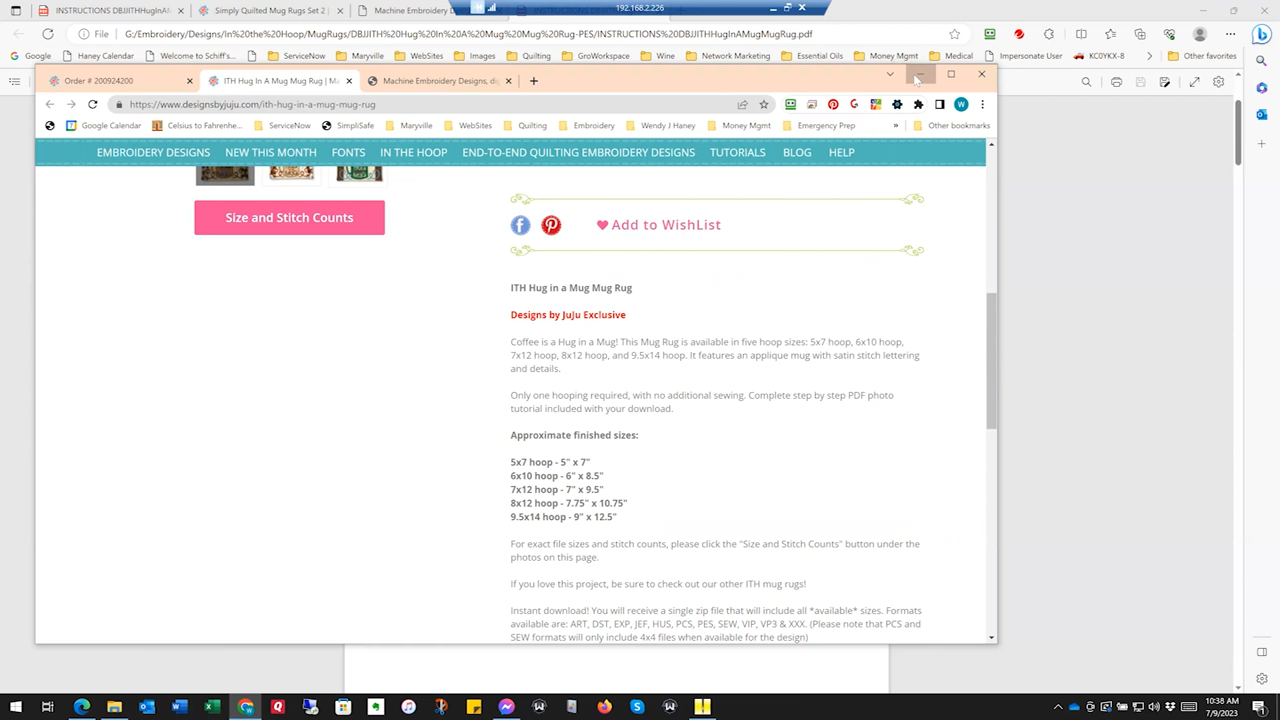 INSTRUCTIONS DBJJITHHugInA
Simply Quilted Mug Rugs Set 2
Machine Embroidery
INSTRUCTIONS DBJJITHHugInAMugMugRug.pdf
192.168.2.226
File
G:/Embroidery/Designs/In%20the%20Hoop/MugRugs/DBJJITH%20Hug%20In%20A%20Mug%20Mug%20Rug-PES/INSTRUCTIONS/DBJJITHHugInAMugMugRug.pdf
Google
Google Calendar
Welcome to Schiff's...
Maryville
WebSites
Images
Quilting
GroWorkspace
Wine
Network
Shopping
Essential Oils
Money Mgmt
Medical
Impersonate User
KC0YKX-8
Other favorites
Order # 200924200
ITH Hug In A Mug Mug Rug | M
Machine Embroidery Designs, di
https://www.designsbyjuju.com/ith-hug-in-a-mug-mug-rug
Google Calendar
Celsius to Fahrenhe...
ServiceNow
SimpliSafe
Maryville
WebSites
Quilting
Embroidery
Wendy J Haney
Money Mgmt
Emergency Prep
»
Other bookmarks
EMBROIDERY DESIGNS
NEW THIS MONTH
FONTS
IN THE HOOP
END-TO-END QUILTING EMBROIDERY DESIGNS
TUTORIALS
BLOG
HELP
Size and Stitch Counts
Add to WishList
ITH Hug in a Mug Mug Rug
Designs by JuJu Exclusive
Coffee is a Hug in a Mug! This Mug Rug is available in five hoop sizes: 5x7 hoop, 6x10 hoop,
7x12 hoop, 8x12 hoop, and 9.5x14 hoop. It features an applique mug with satin stitch lettering
and details.
Only one hooping required, with no additional sewing. Complete step by step PDF photo
tutorial included with your download.
Approximate finished sizes:
5x7 hoop - 5" x 7"
6x10 hoop - 6" x 8.5"
7x12 hoop - 7" x 9.5"
8x12 hoop - 7.75" x 10.75"
9.5x14 hoop - 9" x 12.5"
For exact file sizes and stitch counts, please click the "Size and Stitch Counts" button under the
photos on this page.
If you love this project, be sure to check out our other ITH mug rugs!
Instant download! You will receive a single zip file that will include all *available* sizes. Formats
available are: ART, DST, EXP, JEF, HUS, PCS, PES, SEW, VIP, VP3 & XXX. (Please note that PCS and
SEW formats will only include 4x4 files when available for the design)
10:38 AM
7/9/2023